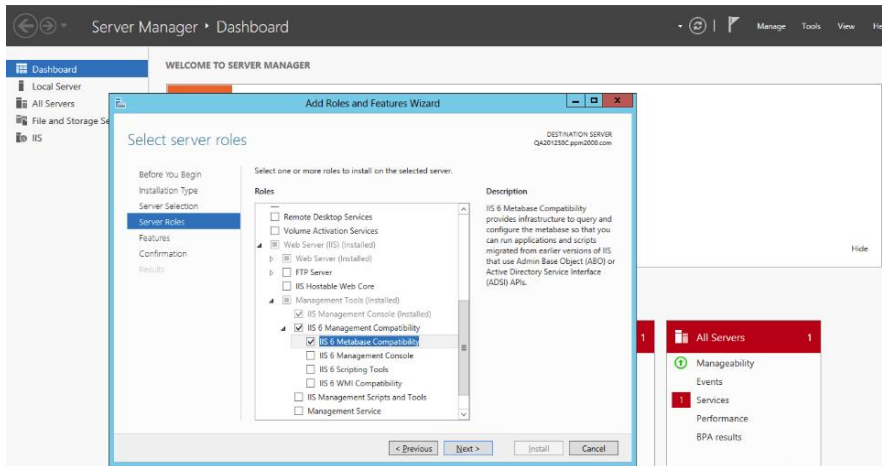 Server Manager ‣ Dashboard
Manage Tools View He
Dashboard
Local Server
All Servers
File and Storage Se
IIS
WELCOME TO SERVER MANAGER
Add Roles and Features Wizard
Select server roles
DESTINATION SERVER
Before You Begin
Installation Type
Server Selection
Server Roles
Features
Confirmation
Results
Select one or more roles to install on the selected server.
Roles
Remote Desktop Services
Volume Activation Services
Web Server (IIS) (Installed)
Web Server (Installed)
FTP Server
IIS Hostable Web Core
Management Tools (Installed)
IIS Management Console (Installed)
IIS 6 Management Compatibility
IIS 6 Metabase Compatibility
IIS 6 Management Console
IIS 6 Scripting Tools
IIS 6 WMI Compatibility
IIS Management Scripts and Tools
Management Service
Description
IIS 6 Metabase Compatibility
provides infrastructure to query and
configure the metabase so that you
can run applications and scripts
migrated from earlier versions of IIS
that use Admin Base Object (ABO) or
Active Directory Service Interface
(ADSI) APIs.
< Previous Next > Install Cancel
Hide
1
All Servers 1
Manageability
Events
1 Services
Performance
BPA results